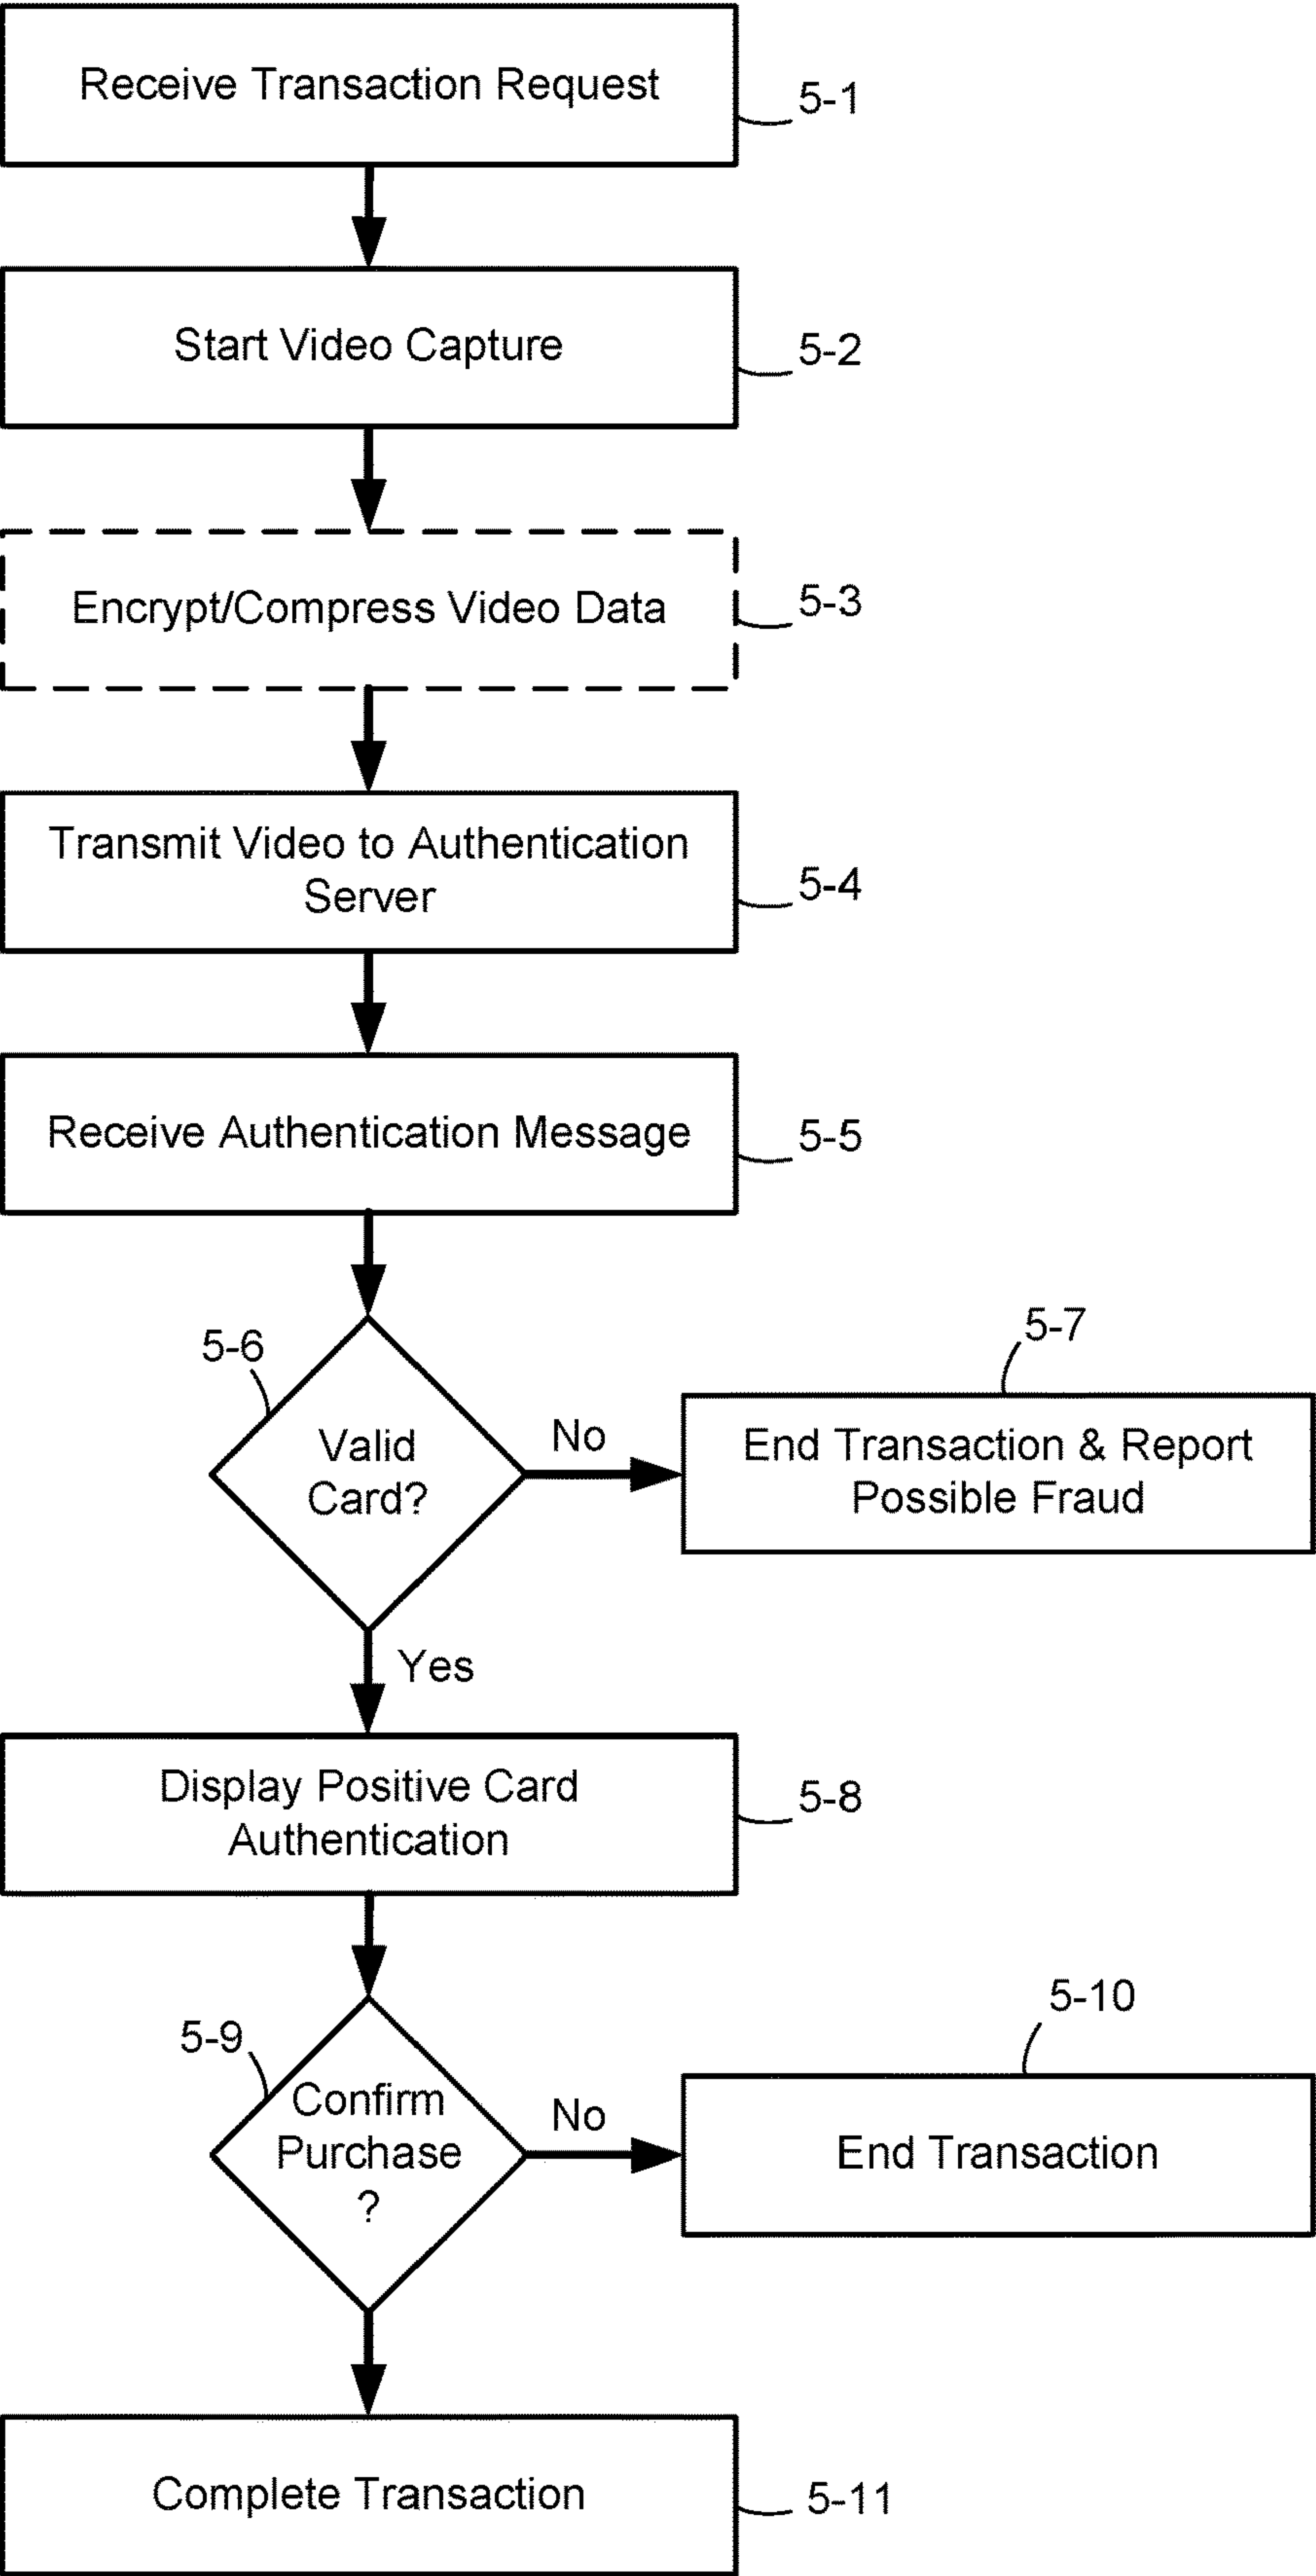 Receive Transaction Request
5-1
Start Video Capture
5-2
Encrypt/Compress Video Data
5-3
Transmit Video to Authentication
Server
5-4
Receive Authentication Message
5-5
5-6
Valid
Card?
No
5-7
End Transaction & Report
Possible Fraud
Yes
Display Positive Card
Authentication
5-8
5-9
Confirm
Purchase
?
No
5-10
End Transaction
Complete Transaction
5-11